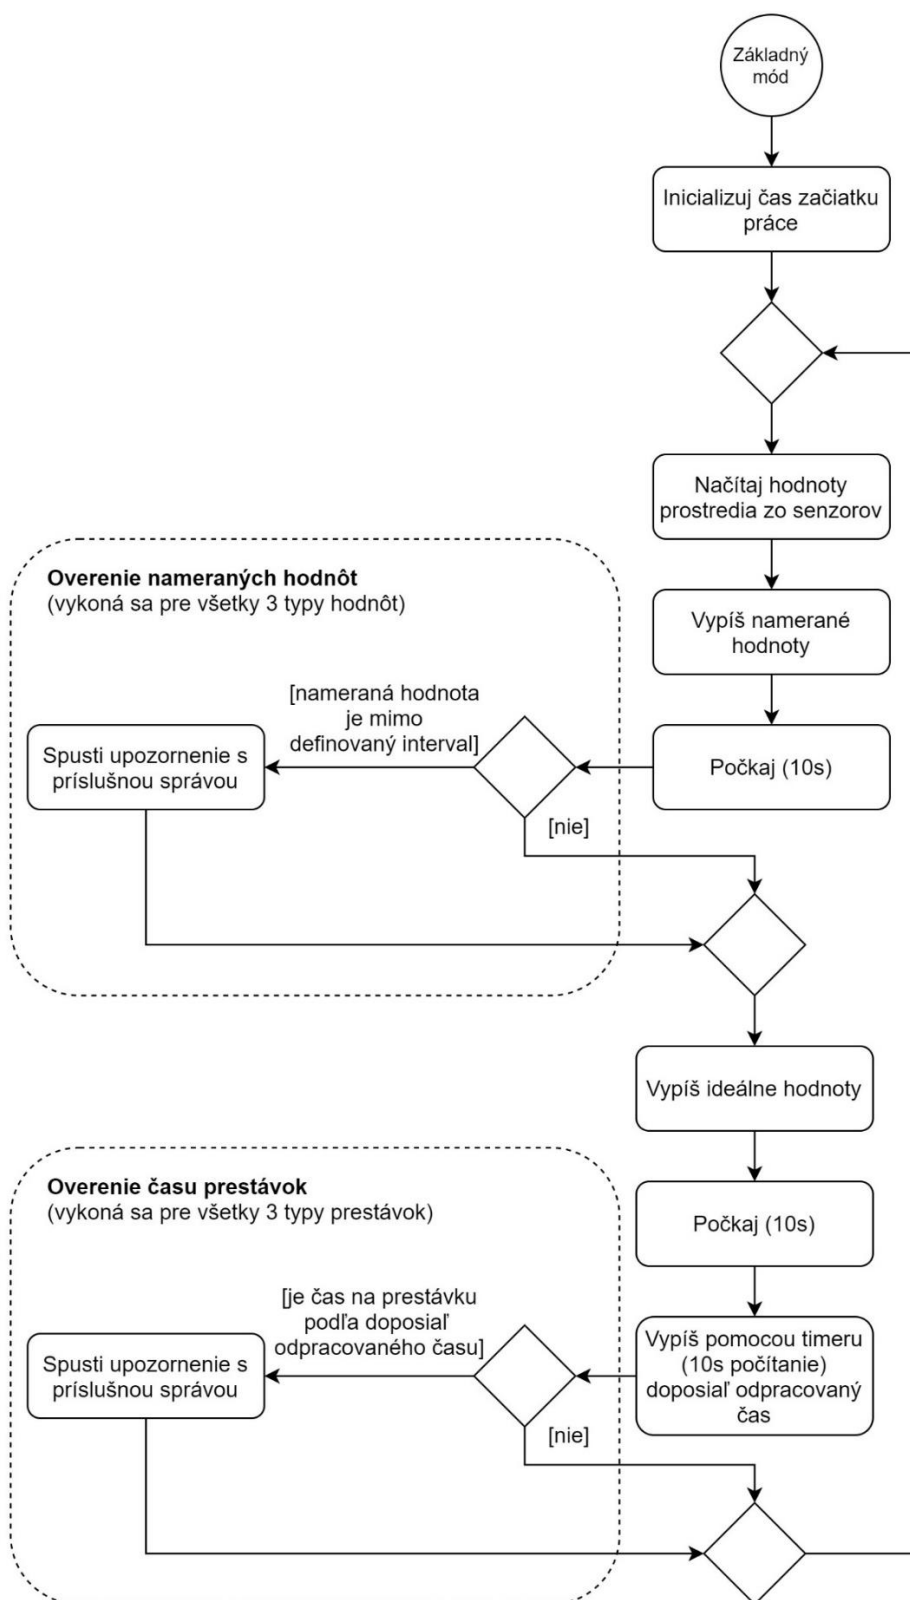 Základný
mód
Inicializuj čas začiatku
práce
Načítaj hodnoty
prostredia zo senzorov
Overenie nameraných hodnôt
(vykoná sa pre všetky 3 typy hodnôt)
Vypíš namerané
hodnoty
[nameraná hodnota
je mimo
definovaný interval]
Spusti upozornenie s
príslušnou správou
Počkaj (10s)
[nie]
Vypíš ideálne hodnoty
Overenie času prestávok
(vykoná sa pre všetky 3 typy prestávok)
Počkaj (10s)
[je čas na prestávku
podľa doposiaľ
odpracovaného času]
Spusti upozornenie s
príslušnou správou
Vypíš pomocou timeru
(10s počítanie)
doposiaľ odpracovaný
čas
[nie]